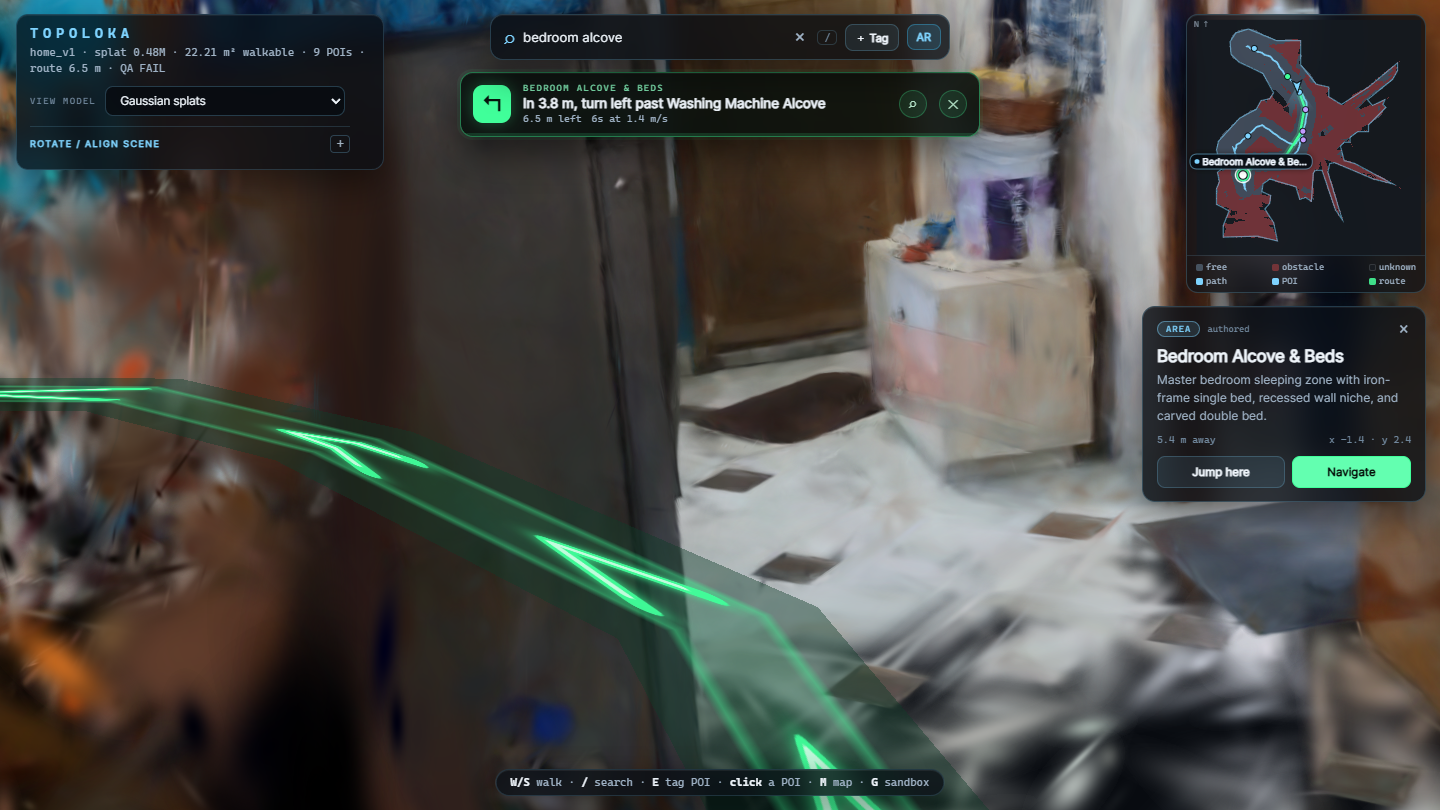 TOPOLOKA
home_v1 · splat 0.48M · 22.21 m² walkable · 9 POIs ·
route 6.5 m · QA FAIL
VIEW MODEL
Gaussian splats
ROTATE / ALIGN SCENE
+
bedroom alcove
/
+ Tag
AR
BEDROOM ALCOVE & BEDS
In 3.8 m, turn left past Washing Machine Alcove
6.5 m left 6s at 1.4 m/s
N ↑
Bedroom Alcove & Be...
free
obstacle
unknown
path
POI
route
AREA
authored
Bedroom Alcove & Beds
Master bedroom sleeping zone with iron-
frame single bed, recessed wall niche, and
carved double bed.
5.4 m away
x −1.4 · y 2.4
Jump here
Navigate
W/S walk · / search · E tag POI · click a POI · M map · G sandbox